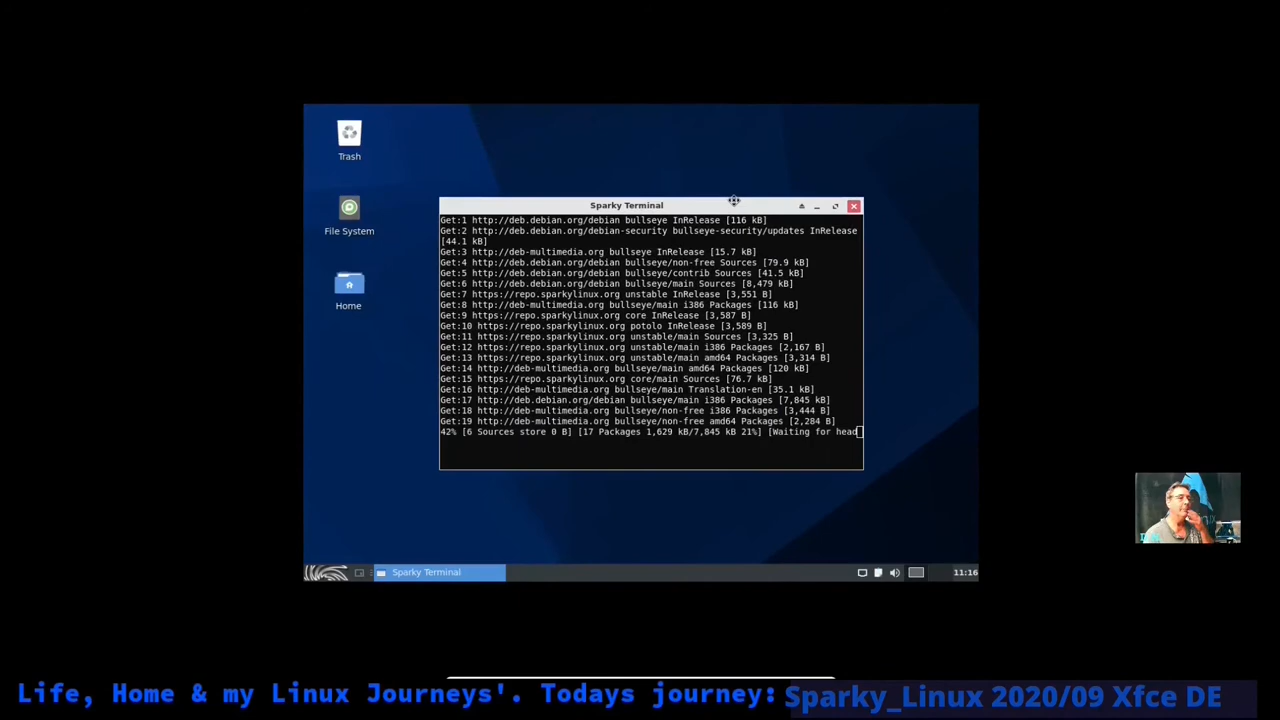 Trash
File System
Home
Sparky Terminal
Get:1 http://deb.debian.org/debian bullseye InRelease [116 kB]
Get:2 http://deb.debian.org/debian-security bullseye-security/updates InRelease
[44.1 kB]
Get:3 http://deb-multimedia.org bullseye InRelease [15.7 kB]
Get:4 http://deb.debian.org/debian bullseye/non-free Sources [79.9 kB]
Get:5 http://deb.debian.org/debian bullseye/contrib Sources [41.5 kB]
Get:6 http://deb.debian.org/debian bullseye/main Sources [8,479 kB]
Get:7 https://repo.sparkylinux.org unstable InRelease [3,551 B]
Get:8 http://deb-multimedia.org bullseye/main i386 Packages [116 kB]
Get:9 https://repo.sparkylinux.org core InRelease [3,587 B]
Get:10 https://repo.sparkylinux.org potolo InRelease [3,589 B]
Get:11 https://repo.sparkylinux.org unstable/main Sources [3,325 B]
Get:12 https://repo.sparkylinux.org unstable/main i386 Packages [2,167 B]
Get:13 https://repo.sparkylinux.org unstable/main amd64 Packages [3,314 B]
Get:14 http://deb-multimedia.org bullseye/main amd64 Packages [120 kB]
Get:15 https://repo.sparkylinux.org core/main Sources [76.7 kB]
Get:16 http://deb-multimedia.org bullseye/main Translation-en [35.1 kB]
Get:17 http://deb.debian.org/debian bullseye/main i386 Packages [7,845 kB]
Get:18 http://deb-multimedia.org bullseye/non-free i386 Packages [3,444 B]
Get:19 http://deb-multimedia.org bullseye/non-free amd64 Packages [2,284 B]
42% [6 Sources store 0 B] [17 Packages 1,629 kB/7,845 kB 21%] [Waiting for head
Sparky Terminal
11:16
Life, Home & my Linux Journeys'. Todays journey: Sparky_Linux 2020/09 Xfce DE